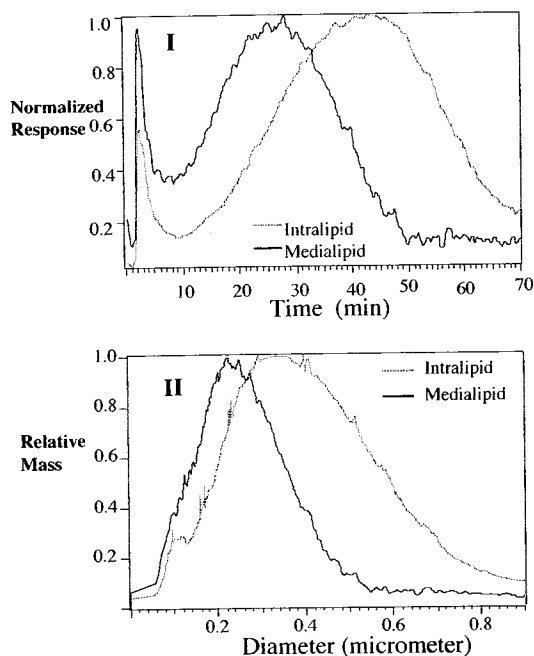 I
1.0
0.8
Normalized
Response
0.6
0.4
0.2
Intralipid
Medialipid
10 20 30 40 50 60 70
Time (min)
II
1.0
0.8
Relative
Mass
0.6
0.4
0.2
Intralipid
Medialipid
0.2 0.4 0.6 0.8
Diameter (micrometer)